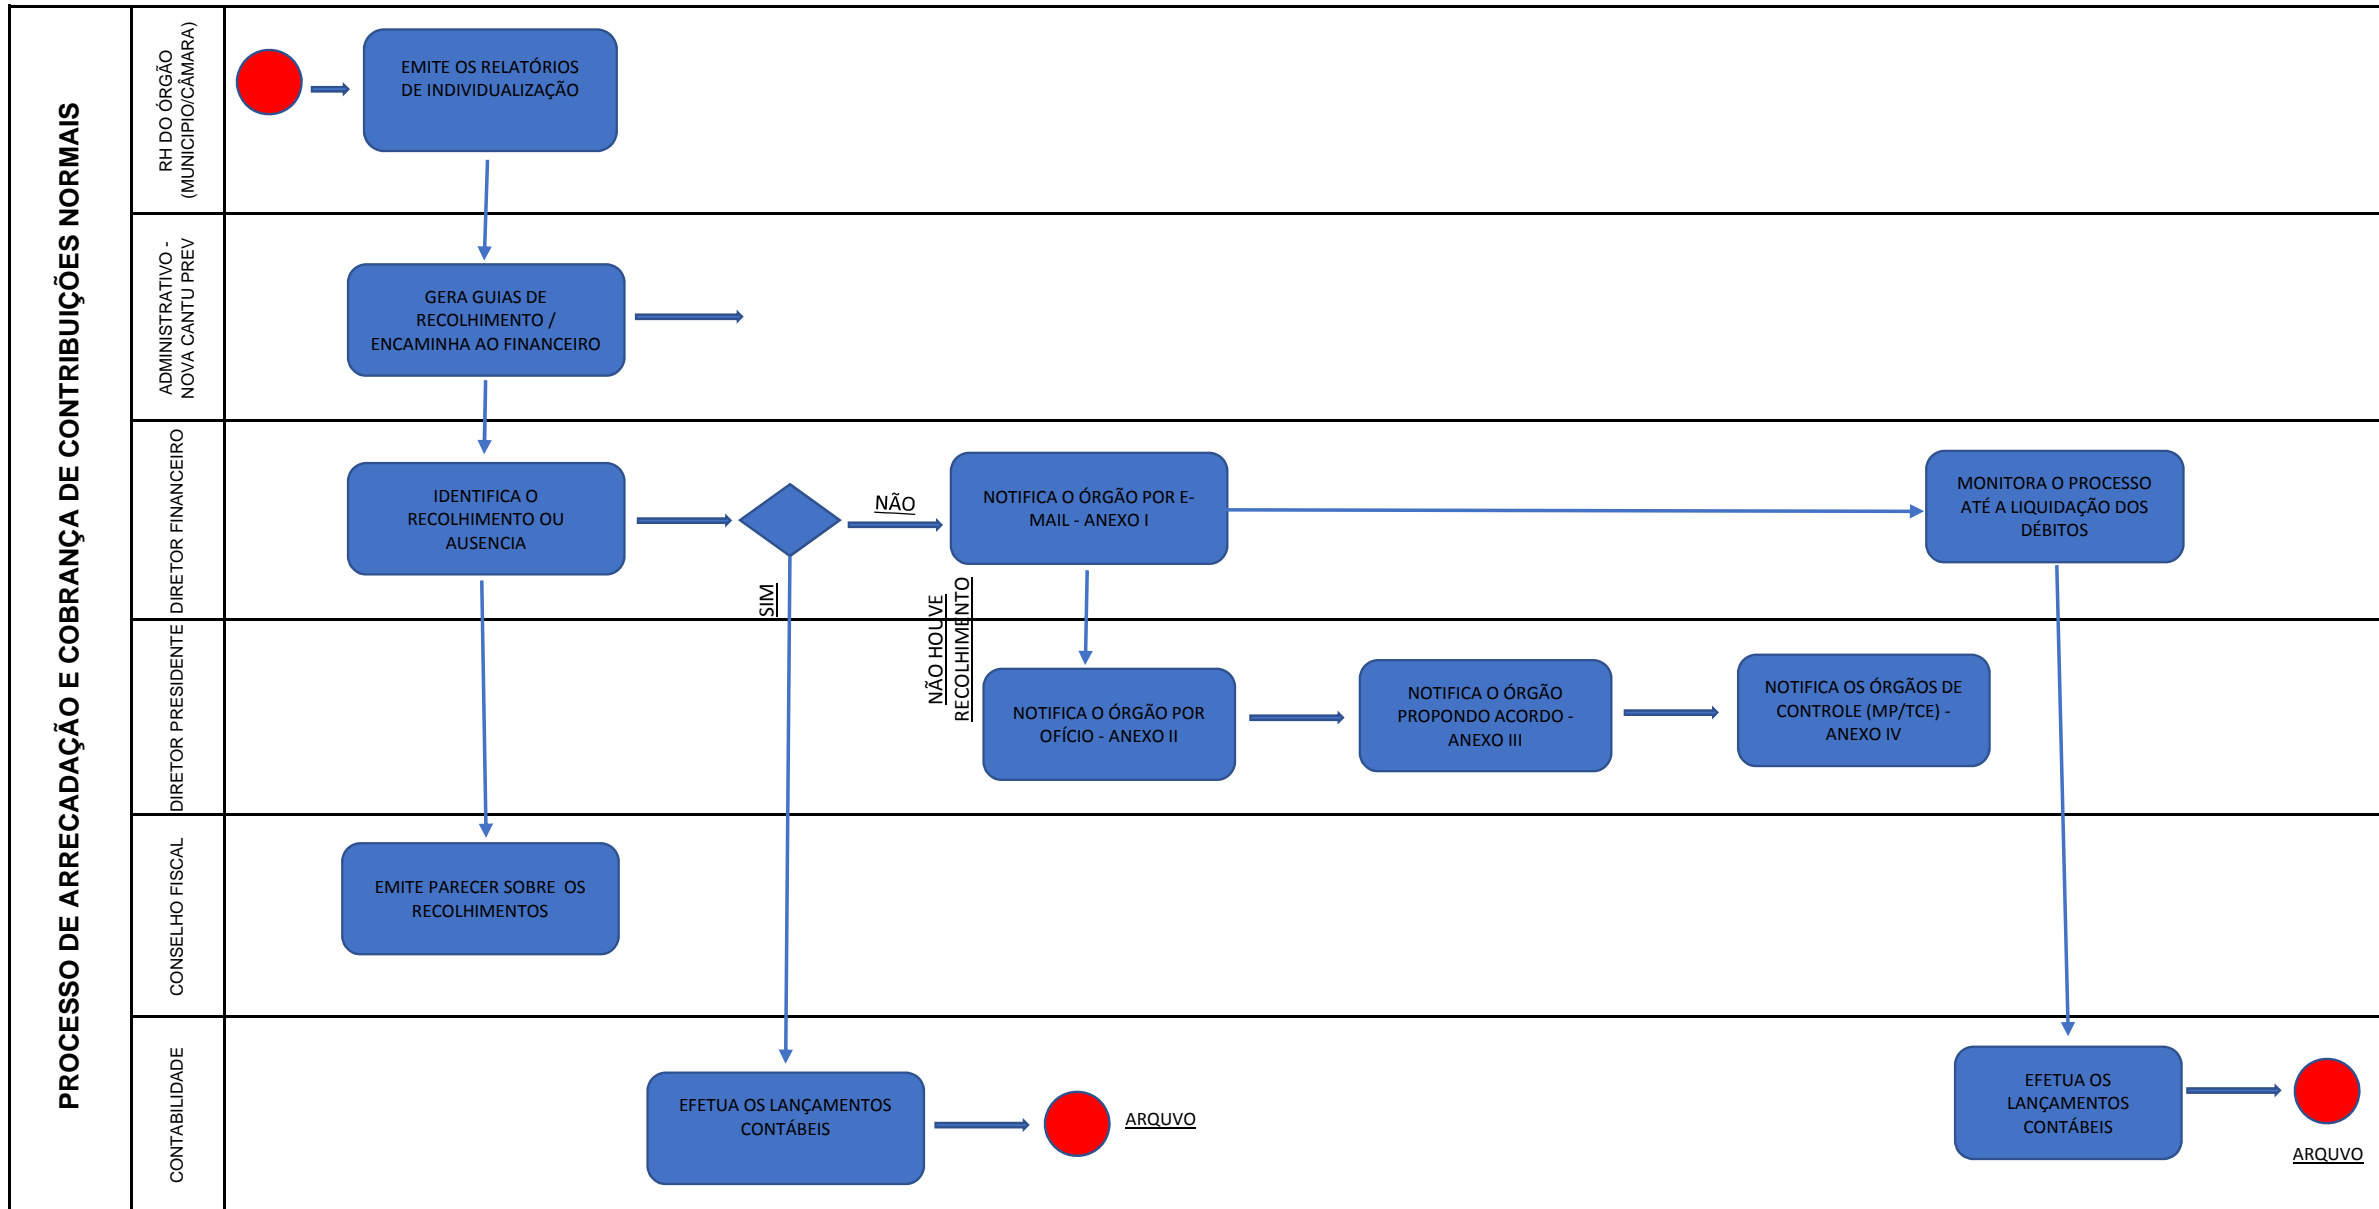 PROCESSO DE ARRECADAÇÃO E COBRANÇA DE CONTRIBUIÇÕES NORMAIS
RH DO ÓRGÃO
(MUNICIPIO/CÂMARA)
EMITE OS RELATÓRIOS
DE INDIVIDUALIZAÇÃO
ADMINISTRATIVO -
NOVA CANTU PREV
GERA GUIAS DE
RECOLHIMENTO /
ENCAMINHA AO FINANCEIRO
DIRETOR FINANCEIRO
IDENTIFICA O
RECOLHIMENTO OU
AUSENCIA
NÃO
SIM
NOTIFICA O ÓRGÃO POR E-
MAIL - ANEXO I
MONITORA O PROCESSO
ATÉ A LIQUIDAÇÃO DOS
DÉBITOS
NÃO HOUVE
RECOLHIMENTO
DIRETOR PRESIDENTE
NOTIFICA O ÓRGÃO POR
OFÍCIO - ANEXO II
NOTIFICA O ÓRGÃO
PROPONDO ACORDO -
ANEXO III
NOTIFICA OS ÓRGÃOS DE
CONTROLE (MP/TCE) -
ANEXO IV
CONSELHO FISCAL
EMITE PARECER SOBRE OS
RECOLHIMENTOS
CONTABILIDADE
EFETUA OS LANÇAMENTOS
CONTÁBEIS
ARQUVO
EFETUA OS
LANÇAMENTOS
CONTÁBEIS
ARQUVO